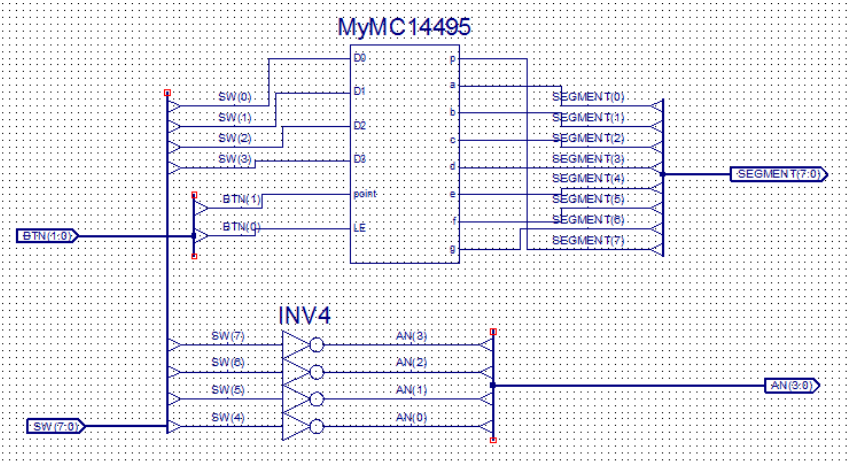 MyMC14495
D0
p
SW(0)
a
SEGMENT(0)
D1
SW(1)
b
SEGMENT(1)
D2
SW(2)
c
SEGMENT(2)
D3
SW(3)
d
SEGMENT(3)
SEGMENT(7:0)
SEGMENT(4)
point
e
BTN(1)
SEGMENT(5)
f
SEGMENT(6)
BTN(0)
LE
BTN(1:0)
g
SEGMENT(7)
INV4
SW(7)
AN(3)
SW(6)
AN(2)
AN(3:0)
SW(5)
AN(1)
SW(4)
AN(0)
SW(7:0)